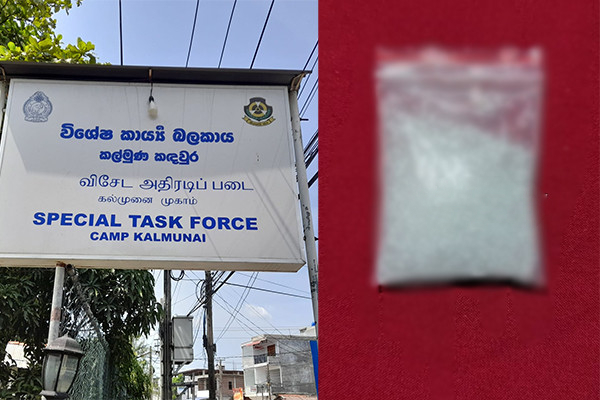 විශේෂ කාර්‍ය්‍ය බලකාය
කල්මුණ කඳවුර
விசேட அதிரடிப் படை
கல்முனை முகாம்
SPECIAL TASK FORCE
CAMP KALMUNAI